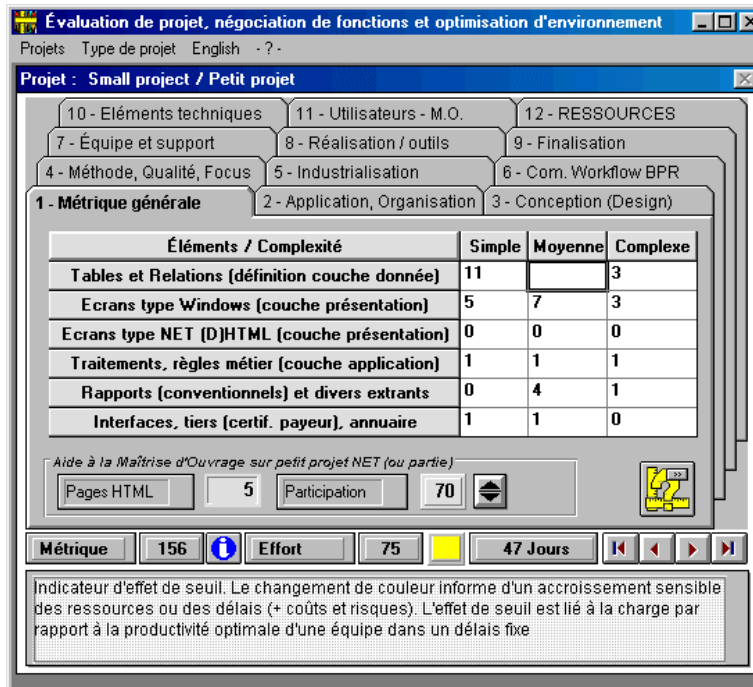 Évaluation de projet, négociation de fonctions et optimisation d'environnement
Projets Type de projet English - ? -
Projet : Small project / Petit projet
10 - Eléments techniques 11 - Utilisateurs - M.O. 12 - RESSOURCES
7 - Équipe et support 8 - Réalisation / outils 9 - Finalisation
4 - Méthode, Qualité, Focus 5 - Industrialisation 6 - Com. Workflow BPR
1 - Métrique générale 2 - Application, Organisation 3 - Conception (Design)
Éléments / Complexité Simple Moyenne Complexe
Tables et Relations (définition couche donnée) 11 3
Ecrans type Windows (couche présentation) 5 7 3
Ecrans type NET (D)HTML (couche présentation) 0 0 0
Traitements, règles métier (couche application) 1 1 1
Rapports (conventionnels) et divers extrants 0 4 1
Interfaces, tiers (certif. payeur), annuaire 1 1 0
Aide à la Maîtrise d'Ouvrage sur petit projet NET (ou partie)
Pages HTML 5 Participation 70
Métrique 156 Effort 75 47 Jours
Indicateur d'effet de seuil. Le changement de couleur informe d'un accroissement sensible
des ressources ou des délais (+ coûts et risques). L'effet de seuil est lié à la charge par
rapport à la productivité optimale d'une équipe dans un délais fixe